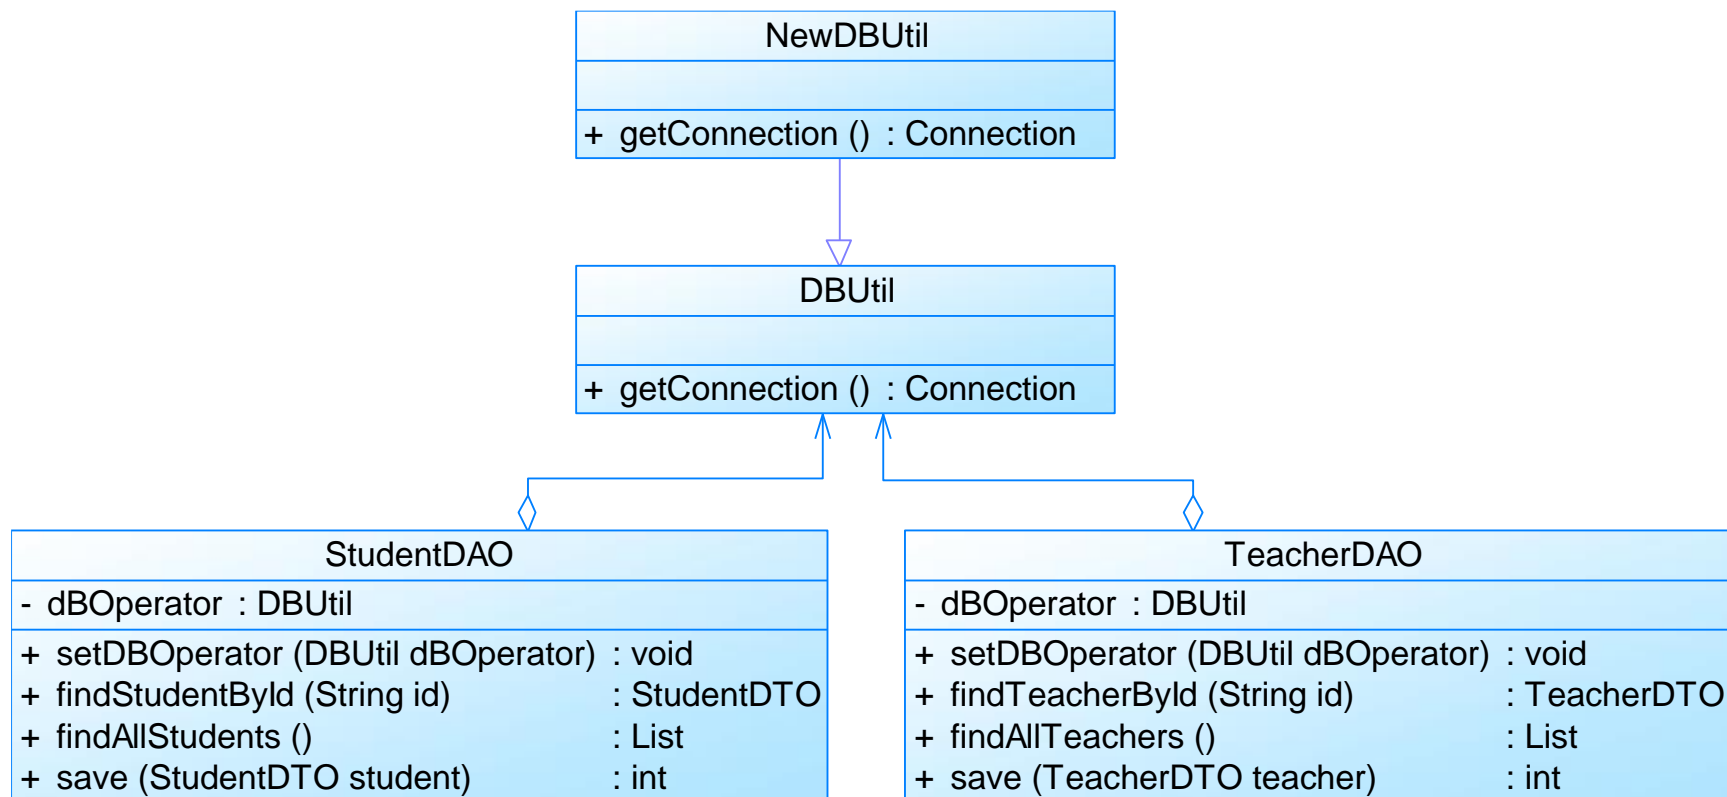 NewDBUtil
+ getConnection () : Connection
DBUtil
+ getConnection () : Connection
StudentDAO
- dBOperator : DBUtil
+ setDBOperator (DBUtil dBOperator) : void
+ findStudentById (String id) : StudentDTO
+ findAllStudents () : List
+ save (StudentDTO student) : int
TeacherDAO
- dBOperator : DBUtil
+ setDBOperator (DBUtil dBOperator) : void
+ findTeacherById (String id) : TeacherDTO
+ findAllTeachers () : List
+ save (TeacherDTO teacher) : int